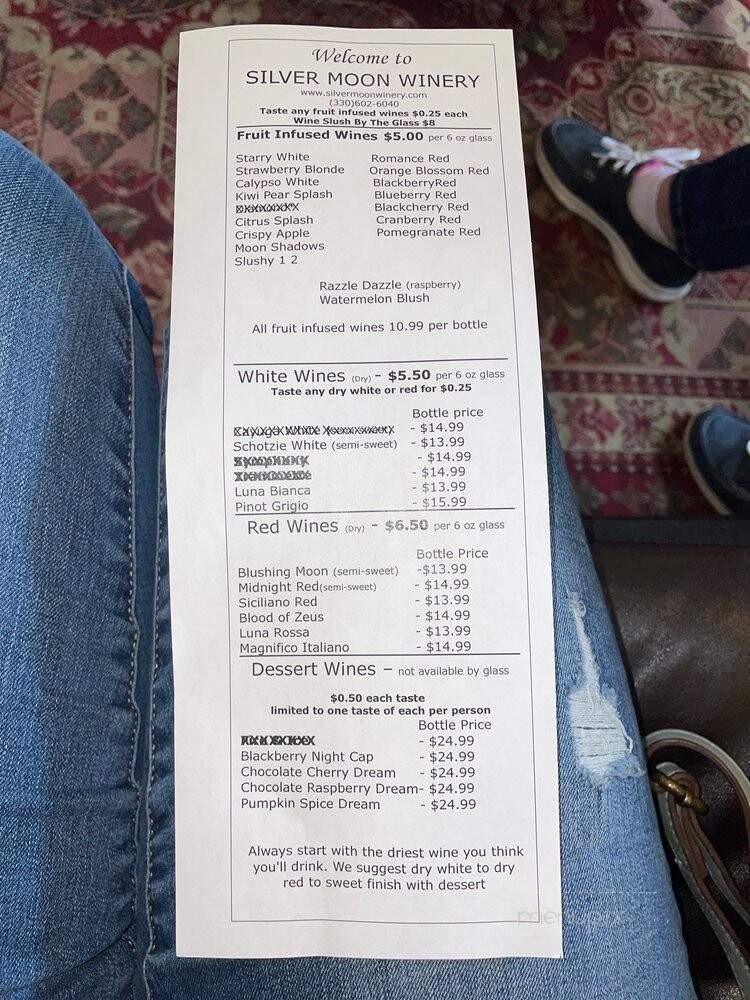 Welcome to
SILVER MOON WINERY
www.silvermoonwinery.com
(330)602-6040
Taste any fruit infused wines $0.25 each
Wine Slush By The Glass $8
Fruit Infused Wines $5.00 per 6 oz glass
Starry White
Strawberry Blonde
Calypso White
Kiwi Pear Splash
Citrus Splash
Crispy Apple
Moon Shadows
Slushy 1 2
Romance Red
Orange Blossom Red
BlackberryRed
Blueberry Red
Blackcherry Red
Cranberry Red
Pomegranate Red
Razzle Dazzle (raspberry)
Watermelon Blush
All fruit infused wines 10.99 per bottle
White Wines (Dry) - $5.50 per 6 oz glass
Taste any dry white or red for $0.25
Bottle price
- $14.99
Schotzie White (semi-sweet) - $13.99
- $14.99
- $14.99
Luna Bianca - $13.99
Pinot Grigio - $15.99
Red Wines (Dry) - $6.50 per 6 oz glass
Bottle Price
Blushing Moon (semi-sweet) -$13.99
Midnight Red(semi-sweet) - $14.99
Siciliano Red - $13.99
Blood of Zeus - $14.99
Luna Rossa - $13.99
Magnifico Italiano - $14.99
Dessert Wines – not available by glass
$0.50 each taste
limited to one taste of each per person
Bottle Price
- $24.99
Blackberry Night Cap - $24.99
Chocolate Cherry Dream - $24.99
Chocolate Raspberry Dream- $24.99
Pumpkin Spice Dream - $24.99
Always start with the driest wine you think
you'll drink. We suggest dry white to dry
red to sweet finish with dessert